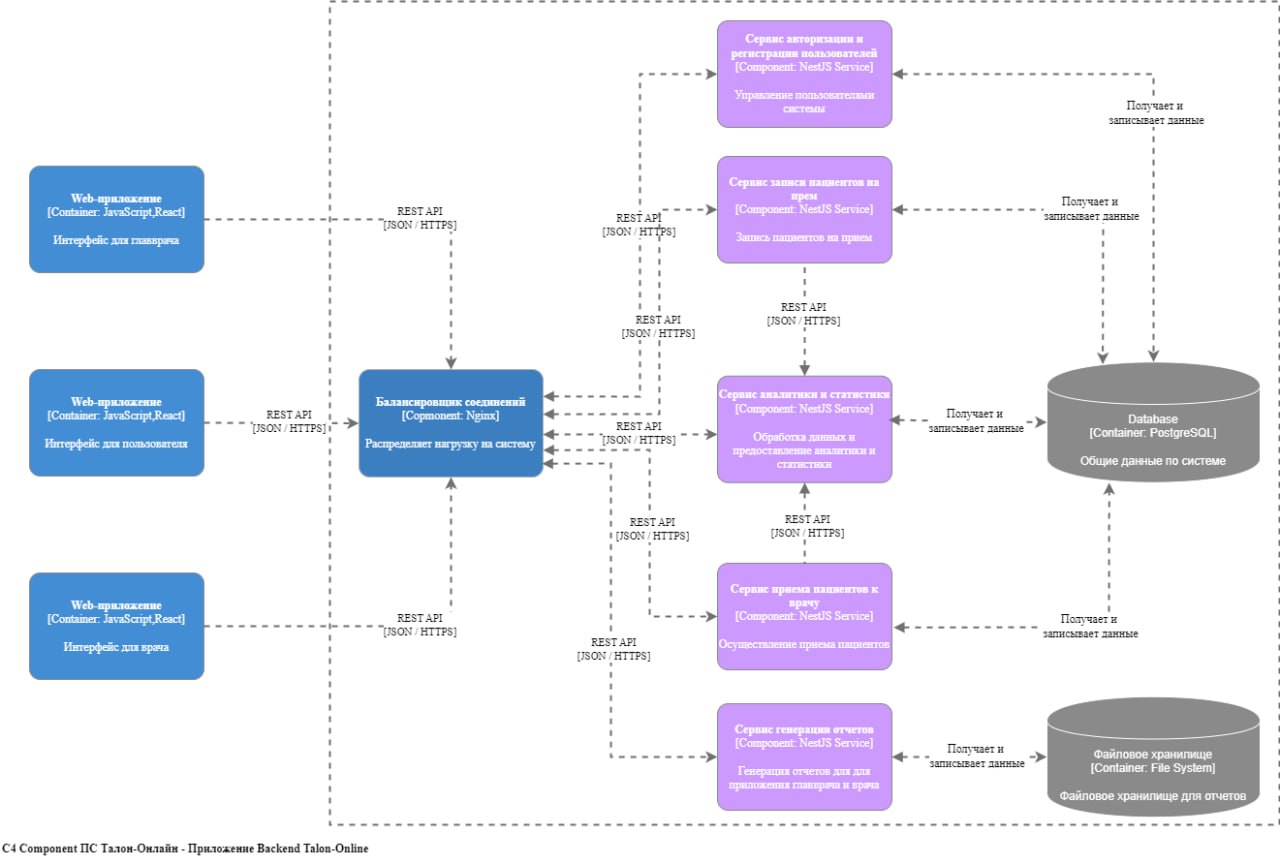 Сервис авторизации и
регистрации пользователей
[Component: NestJS Service]
Управление пользователями
системы
Получает и
записывает данные
Web-приложение
[Container: JavaScript,React]
Интерфейс для главврача
REST API
[JSON / HTTPS]
REST API
[JSON / HTTPS]
Сервис записи пациентов на
прем
[Component: NestJS Service]
Запись пациентов на прием
Получает и
записывает данные
REST API
[JSON / HTTPS]
REST API
[JSON / HTTPS]
Web-приложение
[Container: JavaScript,React]
Интерфейс для пользователя
REST API
[JSON / HTTPS]
Балансировщик соединений
[Copmonent: Nginx]
Распределяет нагрузку на систему
REST API
[JSON / HTTPS]
Сервис аналитики и статистики
[Component: NestJS Service]
Обработка данных и
предоставление аналитики и
статистики
Получает и
записывает данные
Database
[Container: PostgreSQL]
Общие данные по системе
REST API
[JSON / HTTPS]
REST API
[JSON / HTTPS]
Web-приложение
[Container: JavaScript,React]
Интерфейс для врача
REST API
[JSON / HTTPS]
REST API
[JSON / HTTPS]
Сервис приема пациентов к
врачу
[Component: NestJS Service]
Осуществление приема пациентов
Получает и
записывает данные
Сервис генерации отчетов
[Component: NestJS Service]
Генерация отчетов для для
приложения главврача и врача
Получает и
записывает данные
Файловое хранилище
[Container: File System]
Файловое хранилище для отчетов
C4 Component ПС Талон-Онлайн - Приложение Backend Talon-Online